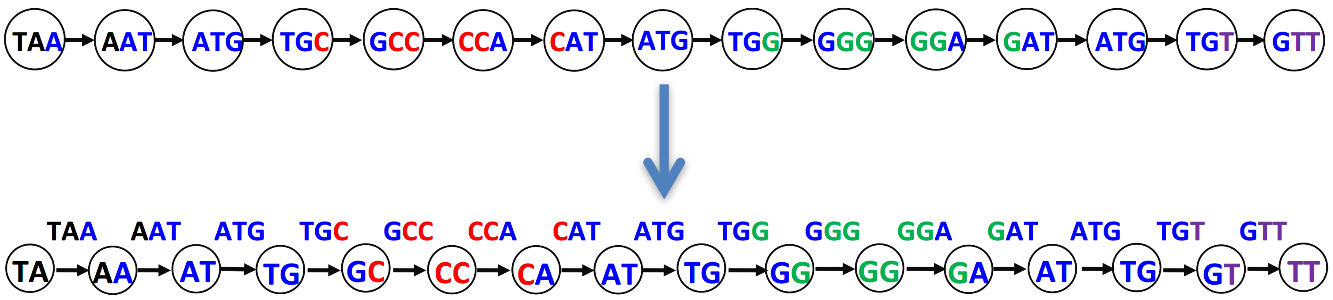 TAA AAT ATG TGC GCC CCA CAT ATG TGG GGG GGA GAT ATG TGT GTT
TAA AAT ATG TGC GCC CCA CAT ATG TGG GGG GGA GAT ATG TGT GTT
TA AA AT TG GC CC CA AT TG GG GG GA AT TG GT TT